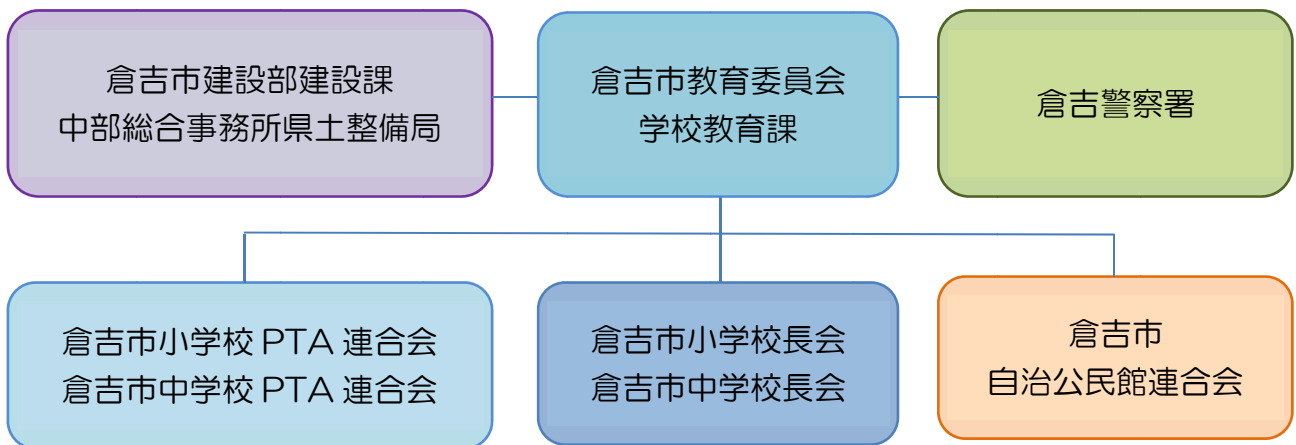 倉吉市建設部建設課
中部総合事務所県土整備局
倉吉市教育委員会
学校教育課
倉吉警察署
倉吉市小学校 PTA 連合会
倉吉市中学校 PTA 連合会
倉吉市小学校長会
倉吉市中学校長会
倉吉市
自治公民館連合会